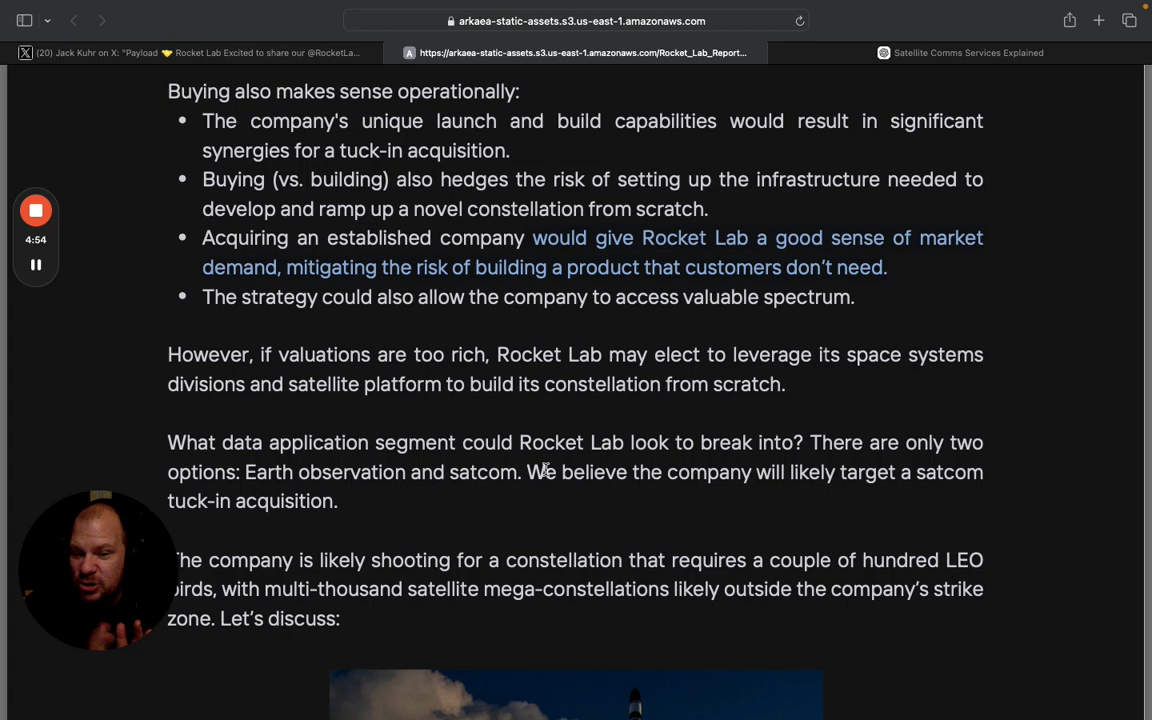 arkaea-static-assets.s3.us-east-1.amazonaws.com
(20) Jack Kuhr on X: "Payload 🤝 Rocket Lab Excited to share our @RocketLa...
https://arkaea-static-assets.s3.us-east-1.amazonaws.com/Rocket_Lab_Report...
Satellite Comms Services Explained
Buying also makes sense operationally:
• The company's unique launch and build capabilities would result in significant
synergies for a tuck-in acquisition.
• Buying (vs. building) also hedges the risk of setting up the infrastructure needed to
develop and ramp up a novel constellation from scratch.
• Acquiring an established company would give Rocket Lab a good sense of market
demand, mitigating the risk of building a product that customers don’t need.
• The strategy could also allow the company to access valuable spectrum.
4:54
However, if valuations are too rich, Rocket Lab may elect to leverage its space systems
divisions and satellite platform to build its constellation from scratch.
What data application segment could Rocket Lab look to break into? There are only two
options: Earth observation and satcom. We believe the company will likely target a satcom
tuck-in acquisition.
The company is likely shooting for a constellation that requires a couple of hundred LEO
birds, with multi-thousand satellite mega-constellations likely outside the company’s strike
zone. Let’s discuss: